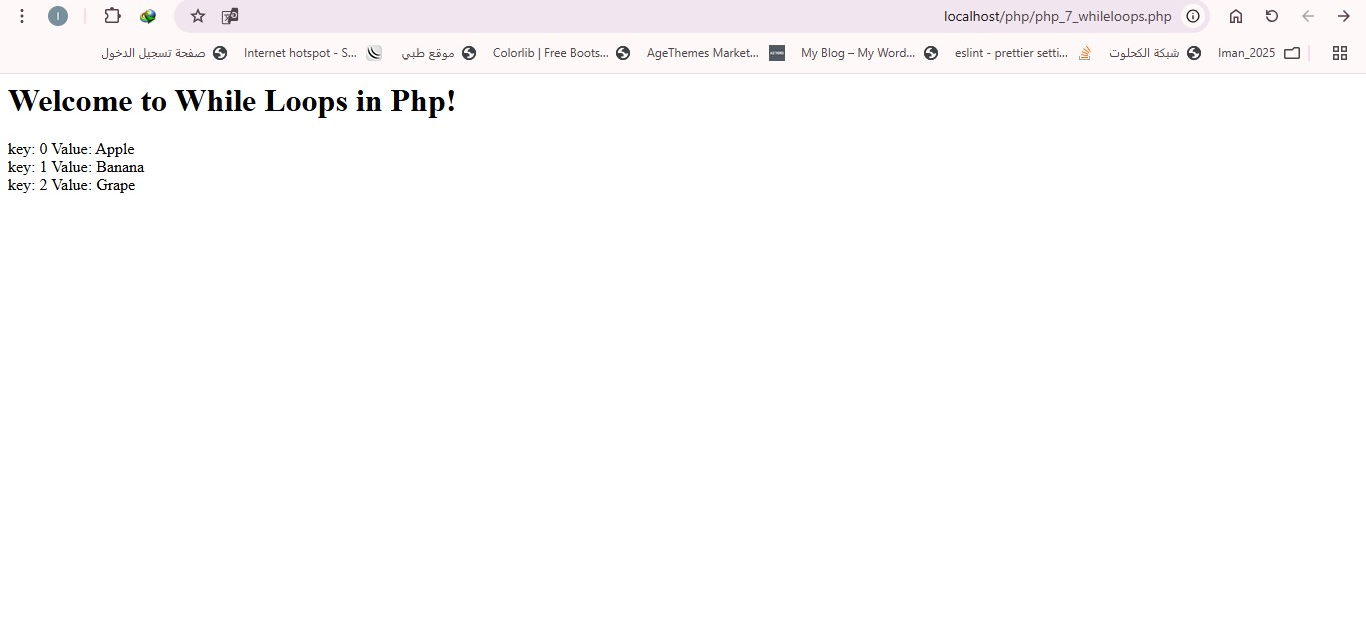 localhost/php/php_7_whileloops.php
Iman_2025
شبكة الكحلوت
eslint - prettier setti...
My Blog – My Word...
AgeThemes Market...
Colorlib | Free Boots...
موقع طبي
Internet hotspot - S...
صفحة تسجيل الدخول
Welcome to While Loops in Php!
key: 0 Value: Apple
key: 1 Value: Banana
key: 2 Value: Grape